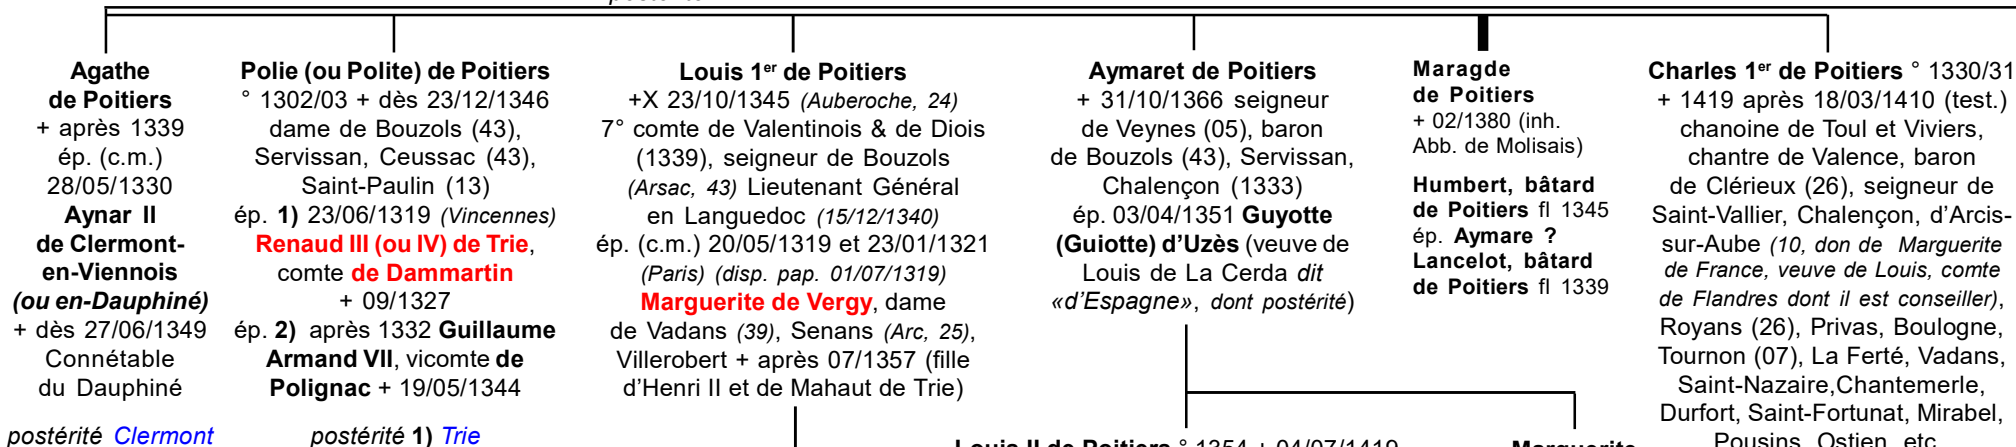 Agathe
de Poitiers
+ après 1339
ép. (c.m.)
28/05/1330
Aynar II
de Clermont-
en-Viennois
(ou en-Dauphiné)
+ dès 27/06/1349
Connétable
du Dauphiné
postérité Clermont
Polie (ou Polite) de Poitiers
° 1302/03 + dès 23/12/1346
dame de Bouzols (43),
Servissan, Ceussac (43),
Saint-Paulin (13)
ép. 1) 23/06/1319 (Vincennes)
Renaud III (ou IV) de Trie,
comte de Dammartin
+ 09/1327
ép. 2) après 1332 Guillaume
Armand VII, vicomte de
Polignac + 19/05/1344
postérité 1) Trie
Louis 1er de Poitiers
+X 23/10/1345 (Auberoche, 24)
7° comte de Valentinois & de Diois
(1339), seigneur de Bouzols
(Arsac, 43) Lieutenant Général
en Languedoc (15/12/1340)
ép. (c.m.) 20/05/1319 et 23/01/1321
(Paris) (disp. pap. 01/07/1319)
Marguerite de Vergy, dame
de Vadans (39), Senans (Arc, 25),
Villerobert + après 07/1357 (fille
d'Henri II et de Mahaut de Trie)
Aymaret de Poitiers
+ 31/10/1366 seigneur
de Veynes (05), baron
de Bouzols (43), Servissan,
Chalençon (1333)
ép. 03/04/1351 Guyotte
(Guiotte) d'Uzès (veuve de
Louis de La Cerda dit
«d'Espagne», dont postérité)
Louis II de Poitiers ° 1354 + 04/07/1419
Marguerite
Maragde
de Poitiers
+ 02/1380 (inh.
Abb. de Molisais)
Humbert, bâtard
de Poitiers fl 1345
ép. Aymare ?
Lancelot, bâtard
de Poitiers fl 1339
Charles 1er de Poitiers ° 1330/31
+ 1419 après 18/03/1410 (test.)
chanoine de Toul et Viviers,
chantre de Valence, baron
de Clérieux (26), seigneur de
Saint-Vallier, Chalençon, d'Arcis-
sur-Aube (10, don de Marguerite
de France, veuve de Louis, comte
de Flandres dont il est conseiller),
Royans (26), Privas, Boulogne,
Tournon (07), La Ferté, Vadans,
Saint-Nazaire,Chantemerle,
Durfort, Saint-Fortunat, Mirabel,
Pousins, Ostien, etc.